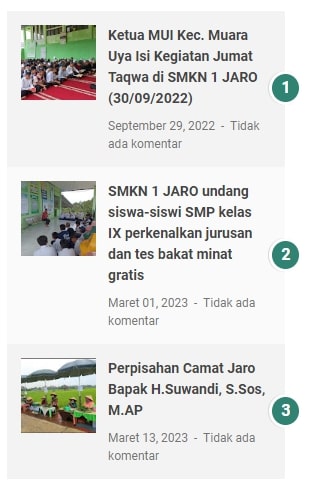 Ketua MUI Kec. Muara
Uya Isi Kegiatan Jumat
Taqwa di SMKN 1 JARO
(30/09/2022)
September 29, 2022 - Tidak
ada komentar
1
SMKN 1 JARO undang
siswa-siswi SMP kelas
IX perkenalkan jurusan
dan tes bakat minat
gratis
Maret 01, 2023 - Tidak ada
komentar
2
Perpisahan Camat Jaro
Bapak H.Suwandi, S.Sos,
M.AP
Maret 13, 2023 - Tidak ada
komentar
3